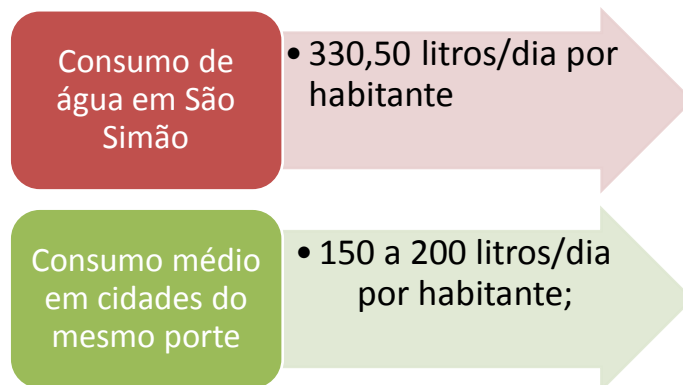 Consumo de
água em São
Simão
• 330,50 litros/dia por
habitante
Consumo médio
em cidades do
mesmo porte
• 150 a 200 litros/dia
por habitante;